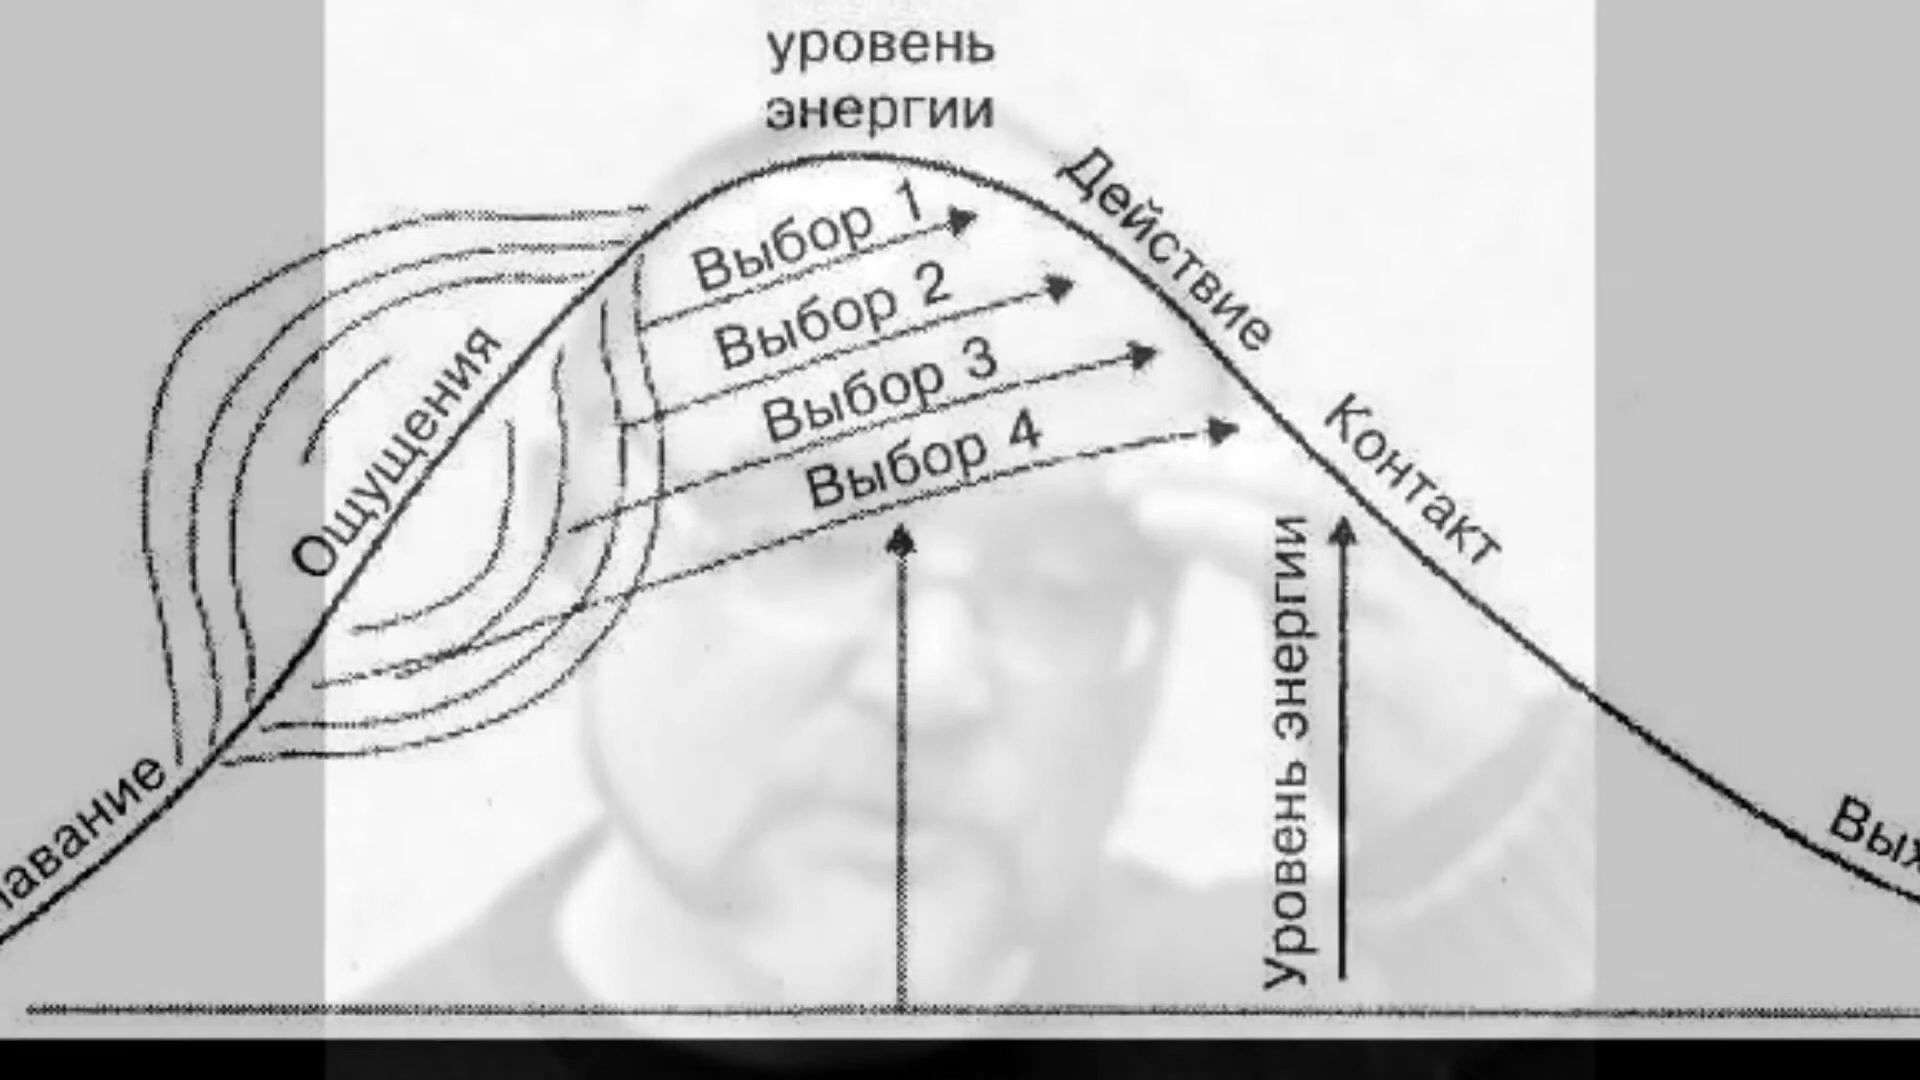 уровень
энергии
Действие
Выбор 1
Выбор 2
Выбор 3
Выбор 4
Ощущения
Контакт
Уровень энергии